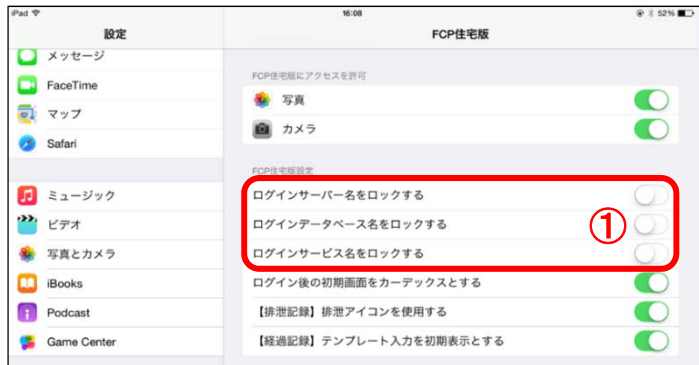 iPad 16:08 52%
設定
FCP住宅版
メッセージ
FaceTime
マップ
Safari
ミュージック
ビデオ
写真とカメラ
iBooks
Podcast
Game Center
FCP住宅版にアクセスを許可
写真
カメラ
FCP住宅版設定
ログインサーバー名をロックする
ログインデータベース名をロックする
ログインサービス名をロックする
①
ログイン後の初期画面をカーデックスとする
【排泄記録】排泄アイコンを使用する
【経過記録】テンプレート入力を初期表示とする